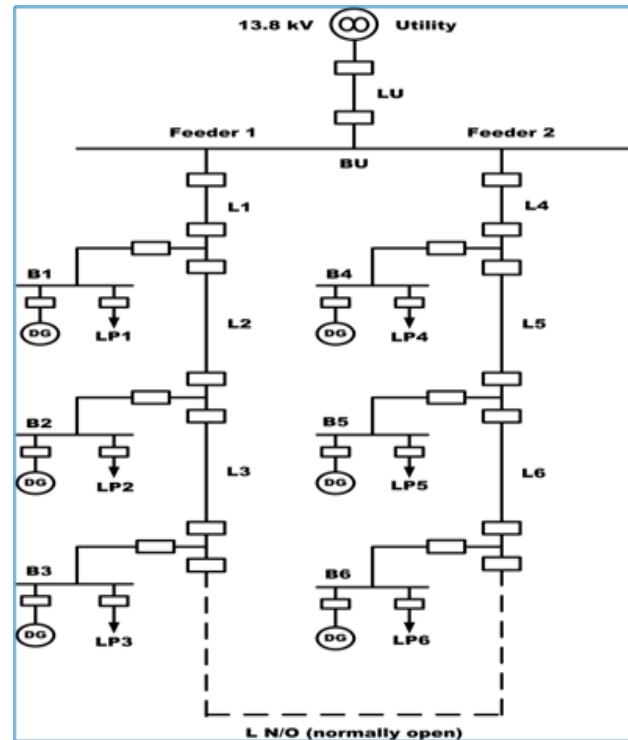 13.8 kV Utility
LU
Feeder 1 Feeder 2
BU
L1 L4
B1 B4
DG LP1 DG LP4
L2 L5
B2 B5
DG LP2 DG LP5
L3 L6
B3 B6
DG LP3 DG LP6
L N/O (normally open)